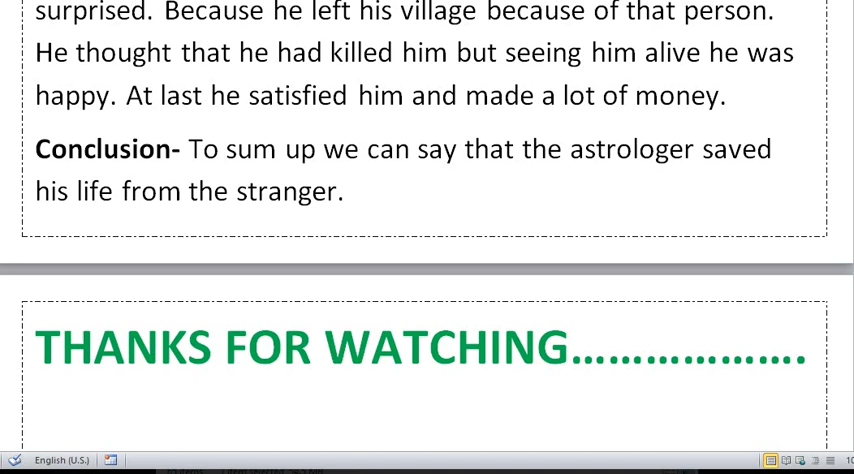 surprised. Because he left his village because of that person.
He thought that he had killed him but seeing him alive he was
happy. At last he satisfied him and made a lot of money.
Conclusion- To sum up we can say that the astrologer saved
his life from the stranger.
THANKS FOR WATCHING……………….
English (U.S.)
10